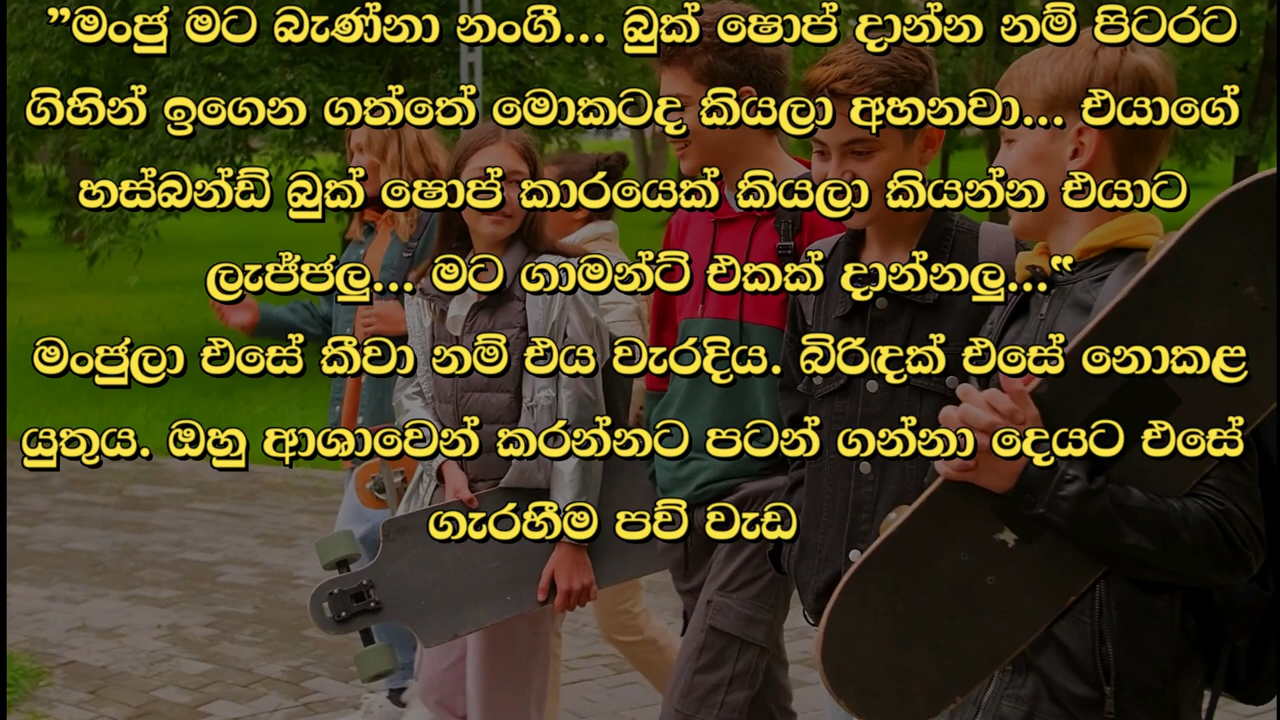 ”මංජු මට බැණ්නා නංගී... බුක් ෂොප් දාන්න නම් පිටරට
ගිහින් ඉගෙන ගත්තේ මොකටද කියලා අහනවා... එයාගේ
හස්බන්ඩ් බුක් ෂොප් කාරයෙක් කියලා කියන්න එයාට
ලැජ්ජලු... මට ගාමන්ට් එකක් දාන්නලු...“
මංජුලා එසේ කීවා නම් එය වැරදිය. බිරිඳක් එසේ නොකළ
යුතුය. ඔහු ආශාවෙන් කරන්නට පටන් ගන්නා දෙයට එසේ
ගැරහීම පව් වැඩ